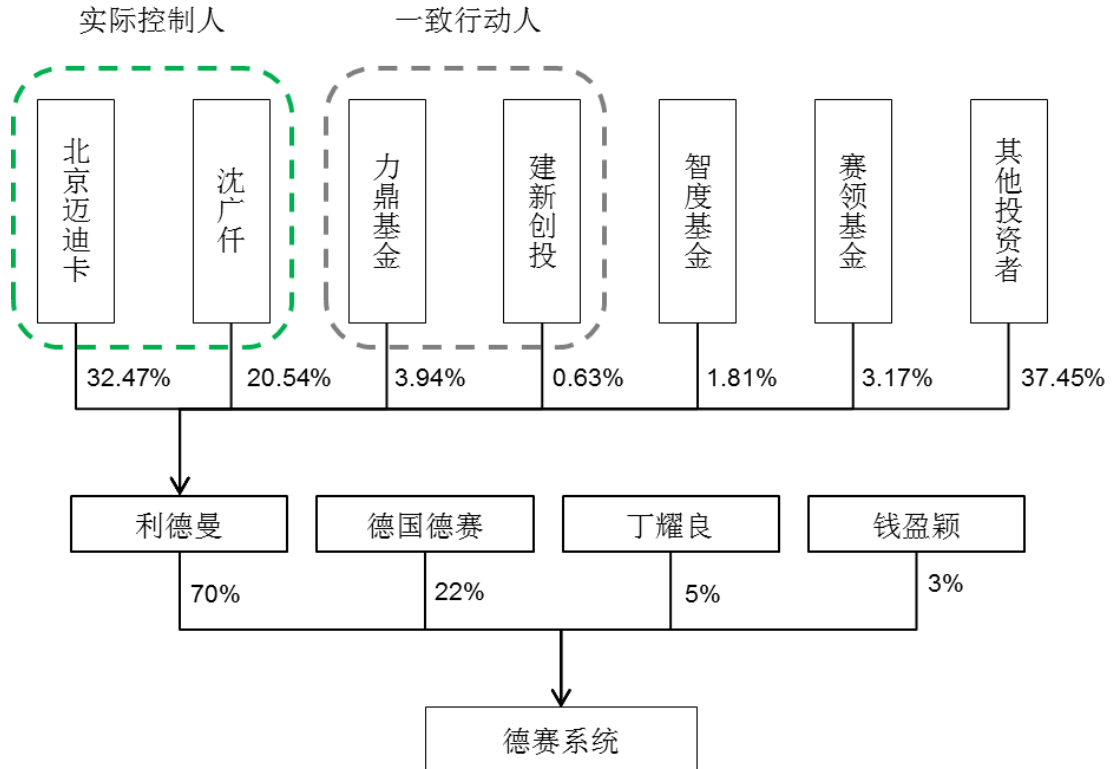 实际控制人
一致行动人
北京迈迪卡
沈广仟
力鼎基金
建新创投
智度基金
赛领基金
其他投资者
32.47%
20.54%
3.94%
0.63%
1.81%
3.17%
37.45%
利德曼
德国德赛
丁耀良
钱盈颖
70%
22%
5%
3%
德赛系统